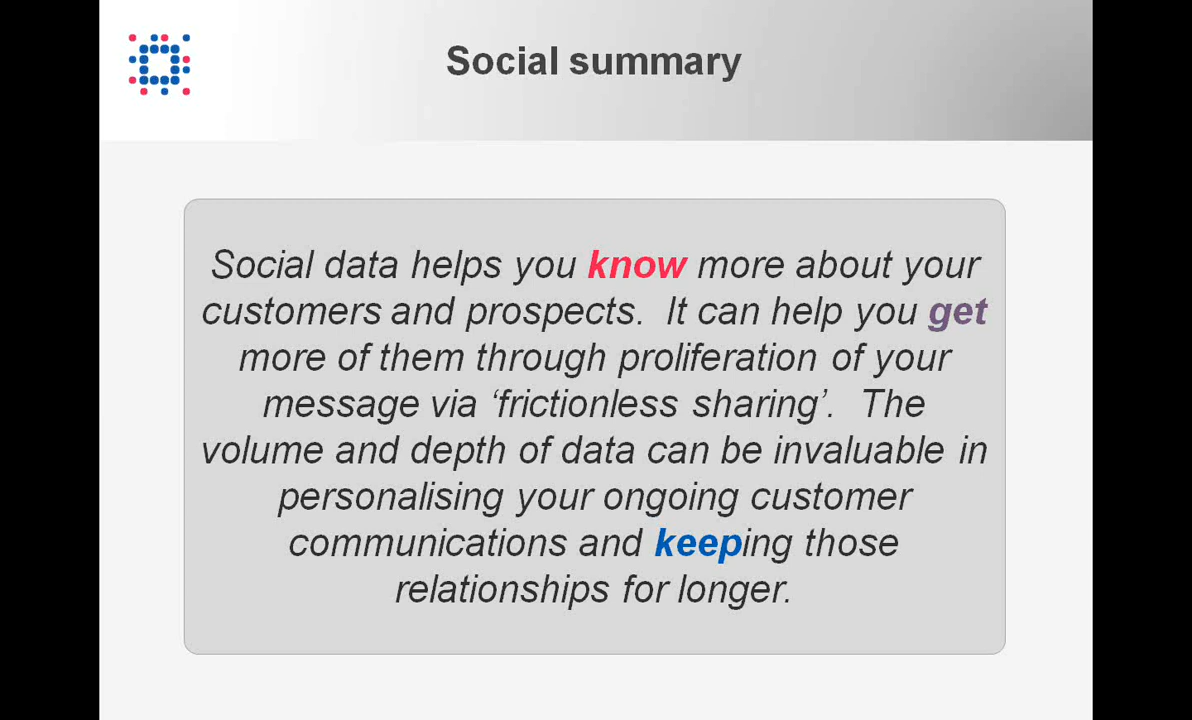 Social summary
Social data helps you know more about your
customers and prospects.  It can help you get
more of them through proliferation of your
message via ‘frictionless sharing’.  The
volume and depth of data can be invaluable in
personalising your ongoing customer
communications and keeping those
relationships for longer.